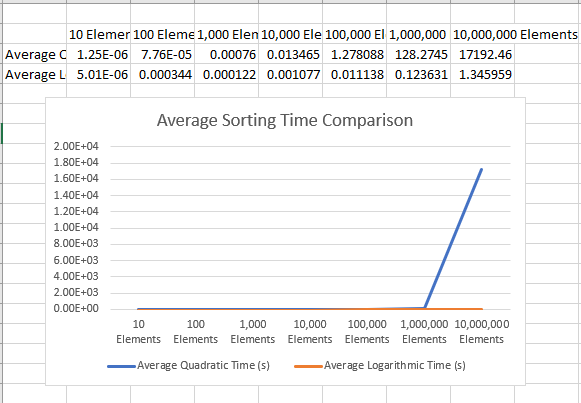 10 Elemer 100 Eleme 1,000 Elen 10,000 Ele 100,000 El 1,000,000 10,000,000 Elements
Average C 1.25E-06 7.76E-05 0.00076 0.013465 1.278088 128.2745 17192.46
Average L 5.01E-06 0.000344 0.000122 0.001077 0.011138 0.123631 1.345959
Average Sorting Time Comparison
2.00E+04
1.80E+04
1.60E+04
1.40E+04
1.20E+04
1.00E+04
8.00E+03
6.00E+03
4.00E+03
2.00E+03
0.00E+00
10 100 1,000 10,000 100,000 1,000,000 10,000,000
Elements Elements Elements Elements Elements Elements Elements
Average Quadratic Time (s) Average Logarithmic Time (s)